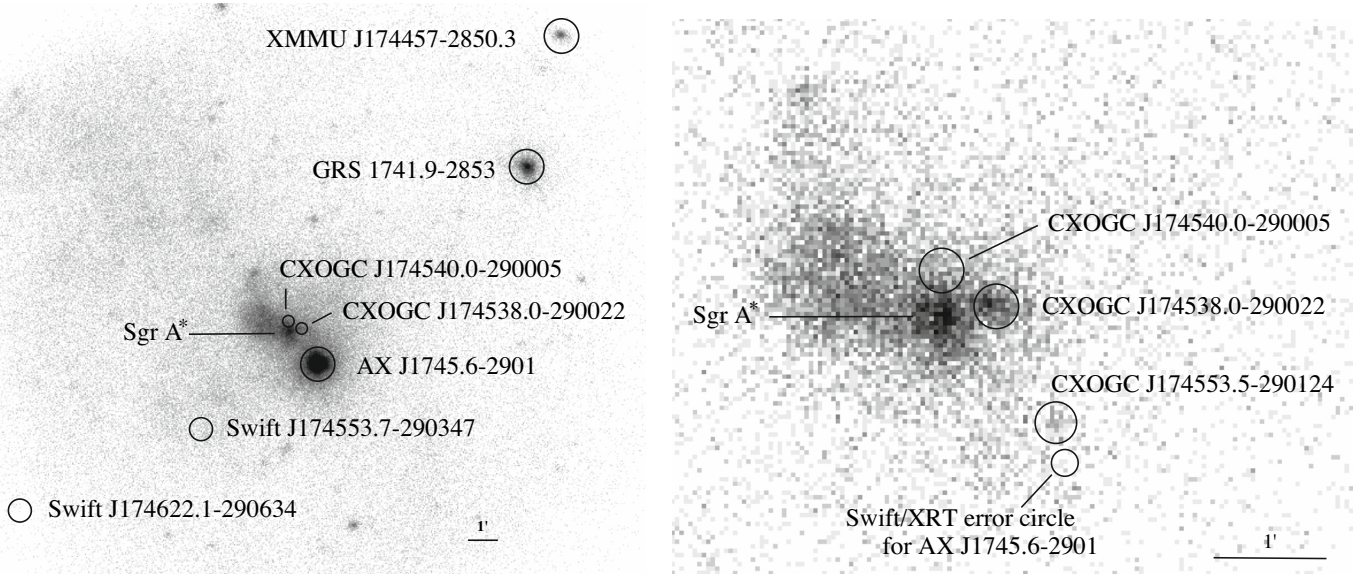 XMMU J174457-2850.3
GRS 1741.9-2853
CXOGC J174540.0-290005
CXOGC J174538.0-290022
Sgr A*
AX J1745.6-2901
Swift J174553.7-290347
Swift J174622.1-290634
1'
CXOGC J174540.0-290005
CXOGC J174538.0-290022
Sgr A*
CXOGC J174553.5-290124
Swift/XRT error circle
for AX J1745.6-2901
1'